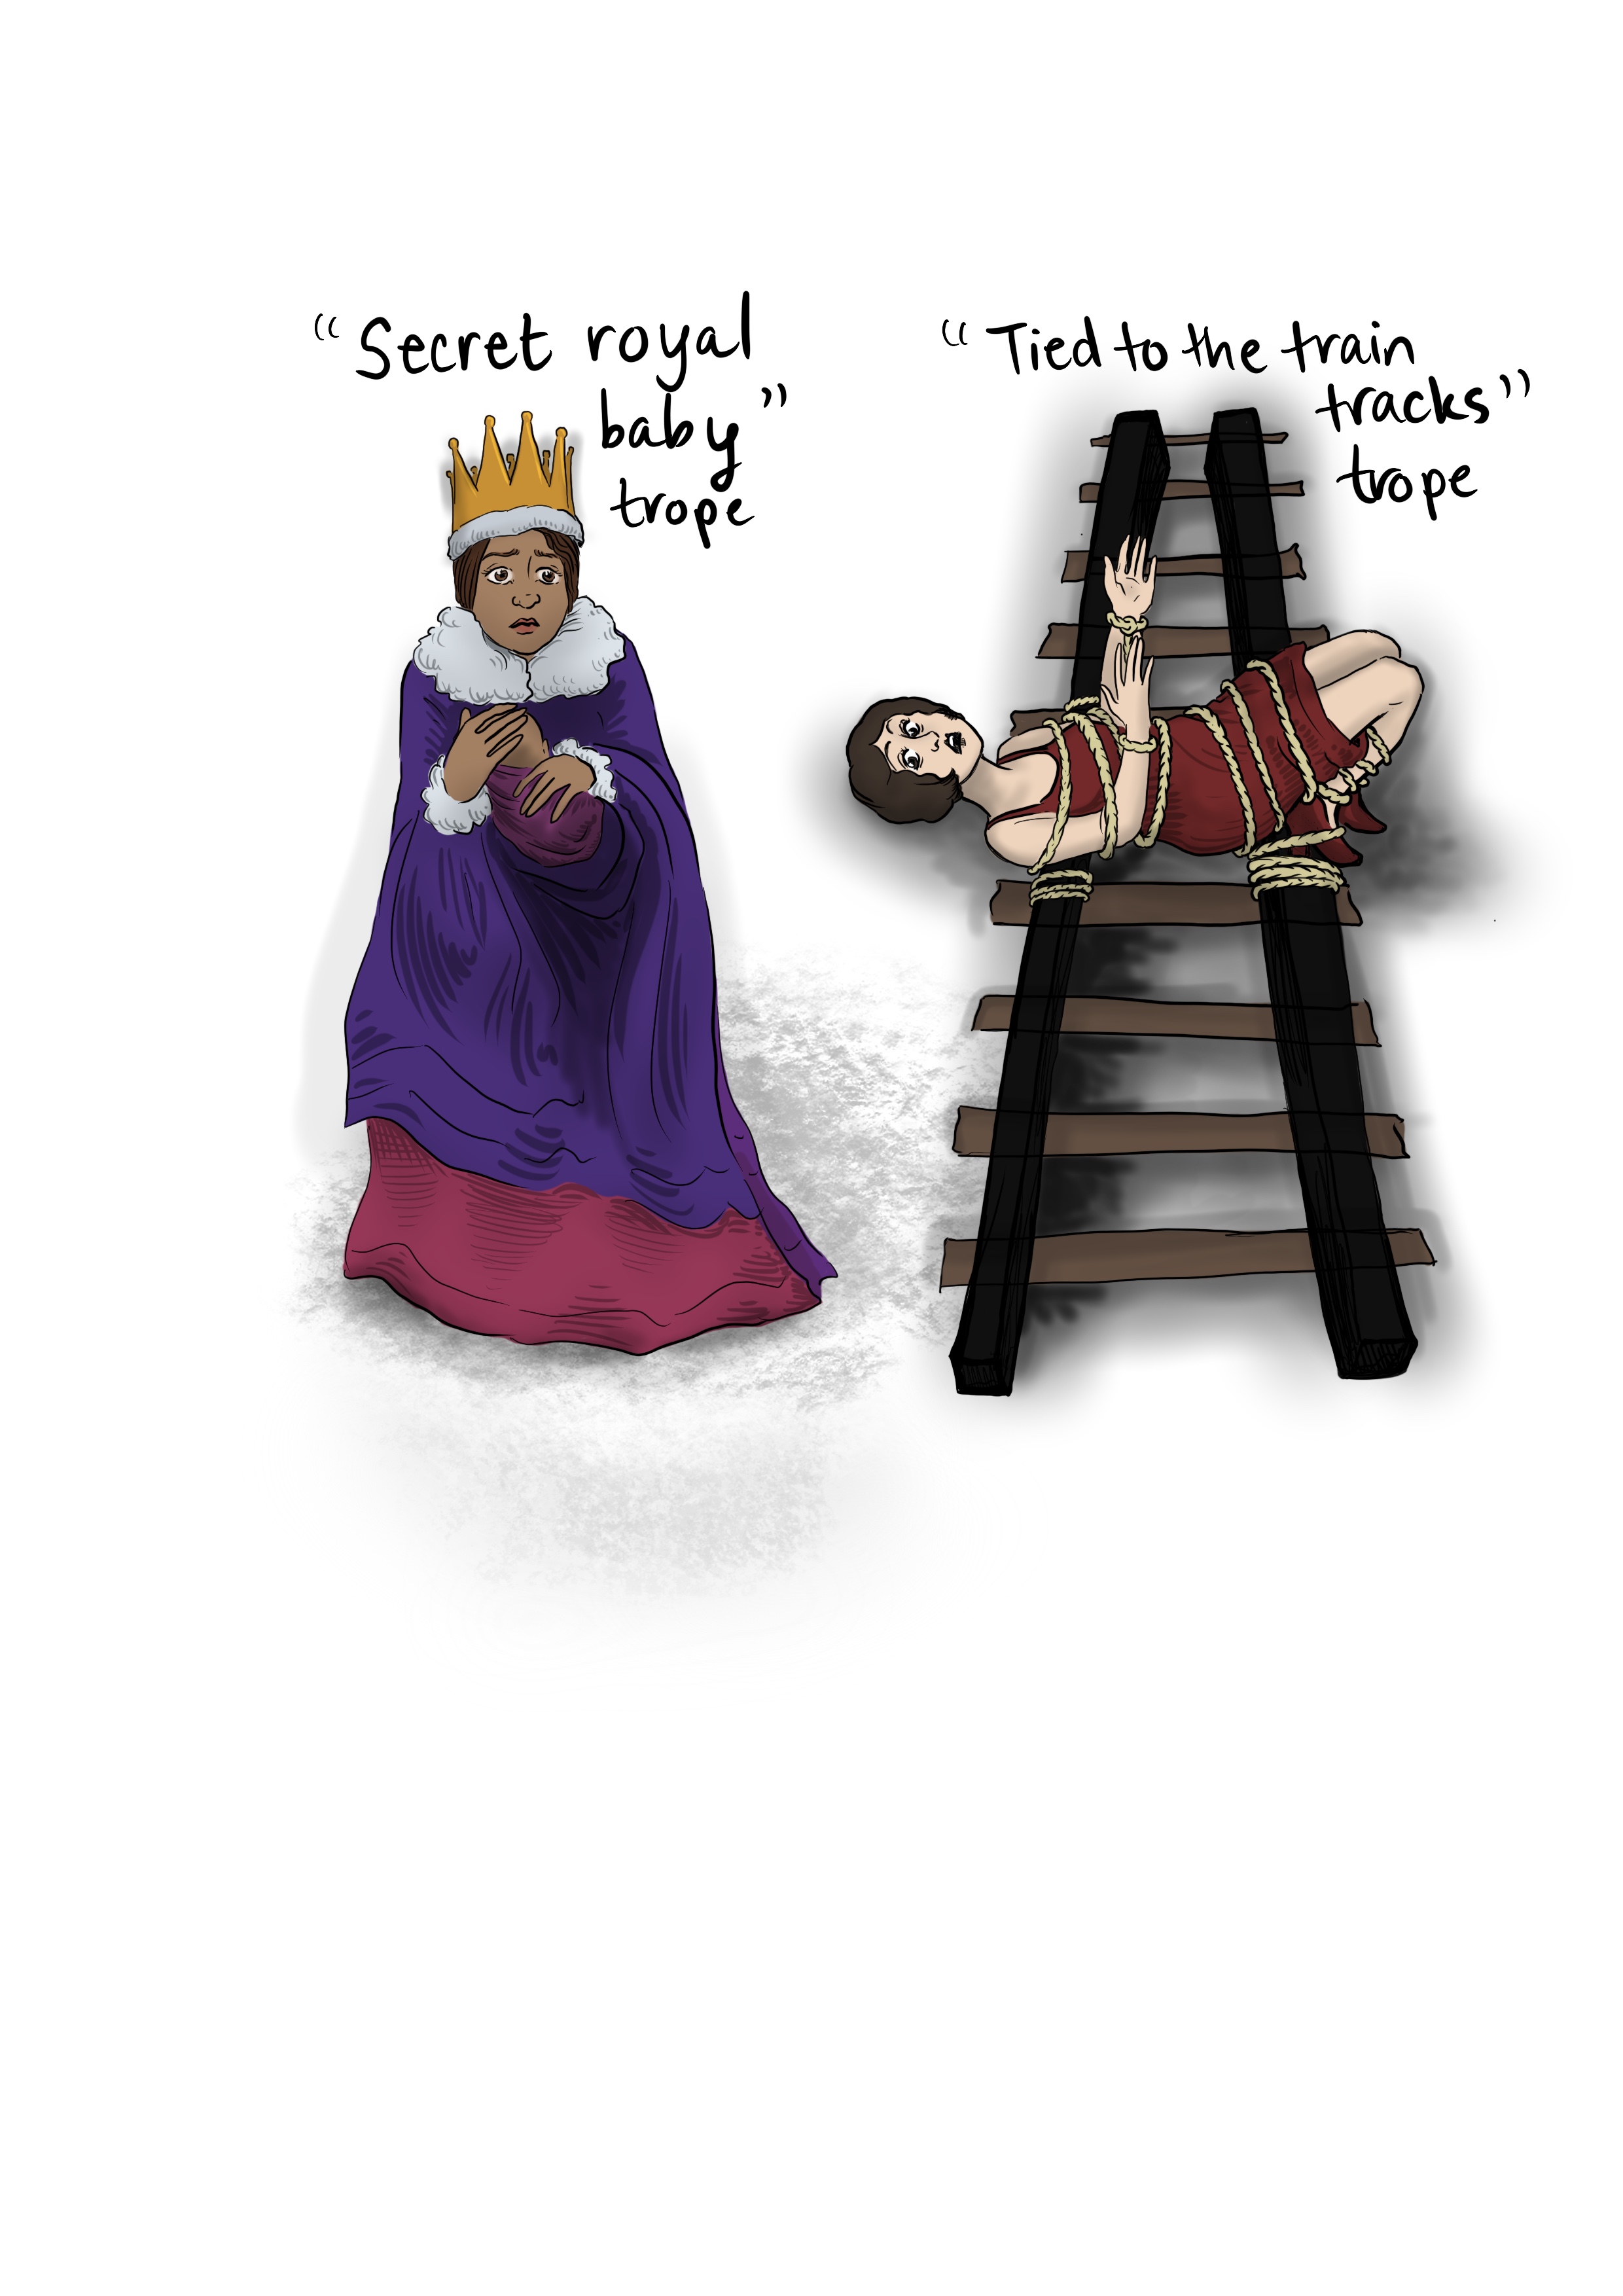 “Secret royal
baby”
trope
“Tied to the train
tracks”
trope